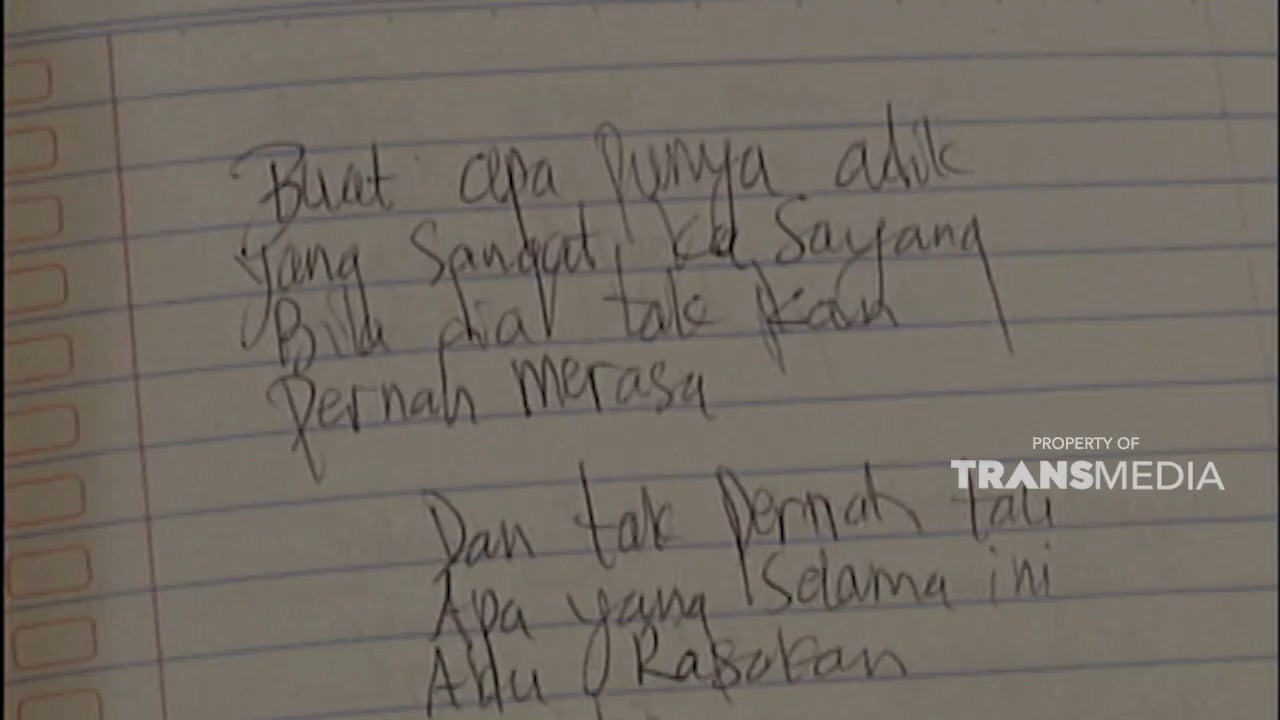 Buat apa punya adik
yang sangat ku sayang
Bila dia tak kan
Pernah merasa
Dan tak pernah tau
Apa yang selama ini
Aku Rasakan
PROPERTY OF
TRANSMEDIA